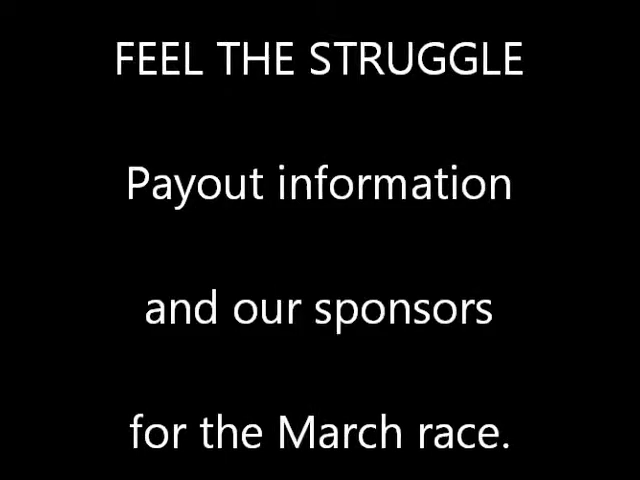 FEEL THE STRUGGLE
Payout information
and our sponsors
for the March race.